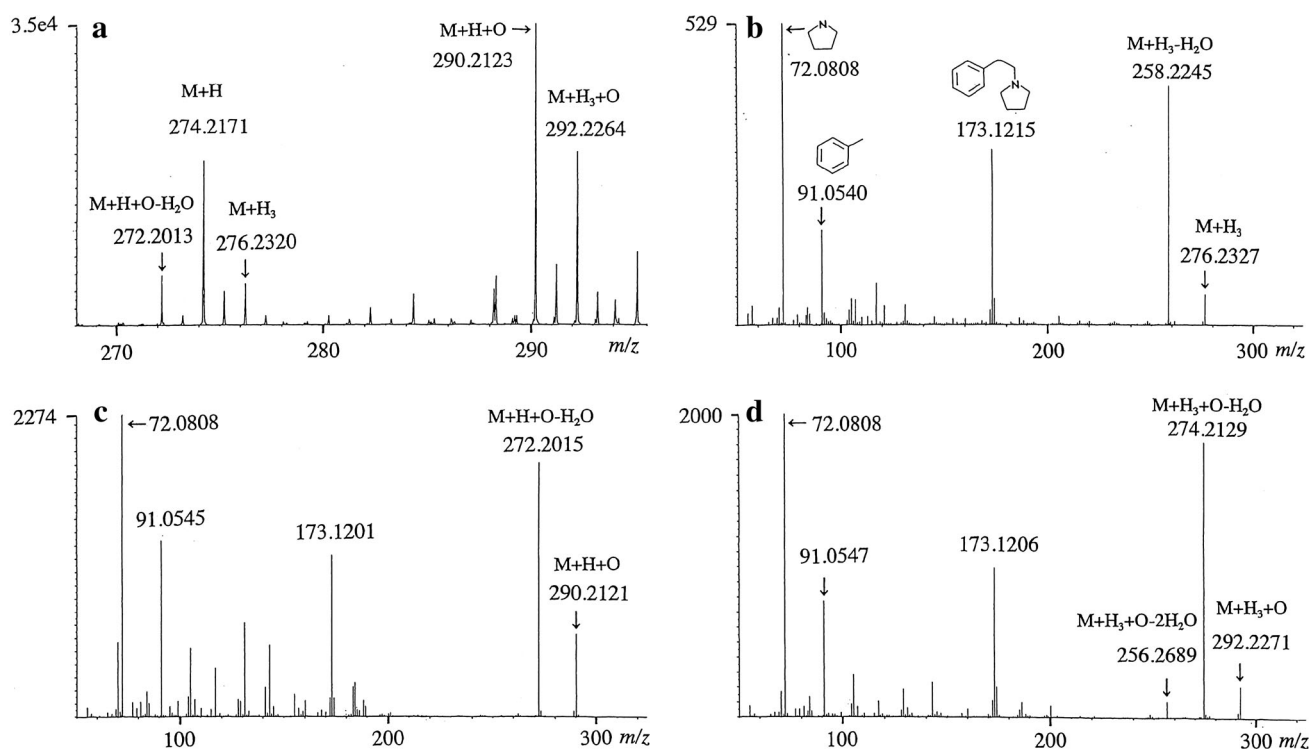 3.5e4
a
M+H+O →
290.2123
M+H
274.2171
M+H₃+O
292.2264
M+H+O-H₂O
272.2013
M+H₃
276.2320
270
280
290
m/z
529
b
N
72.0808
M+H₃-H₂O
258.2245
N
173.1215
91.0540
M+H₃
276.2327
100
200
300
m/z
2274
c
←72.0808
M+H+O-H₂O
272.2015
91.0545
173.1201
M+H+O
290.2121
100
200
300
m/z
2000
d
← 72.0808
M+H₃+O-H₂O
274.2129
91.0547
173.1206
M+H₃+O-2H₂O
256.2689
M+H₃+O
292.2271
100
200
300
m/z